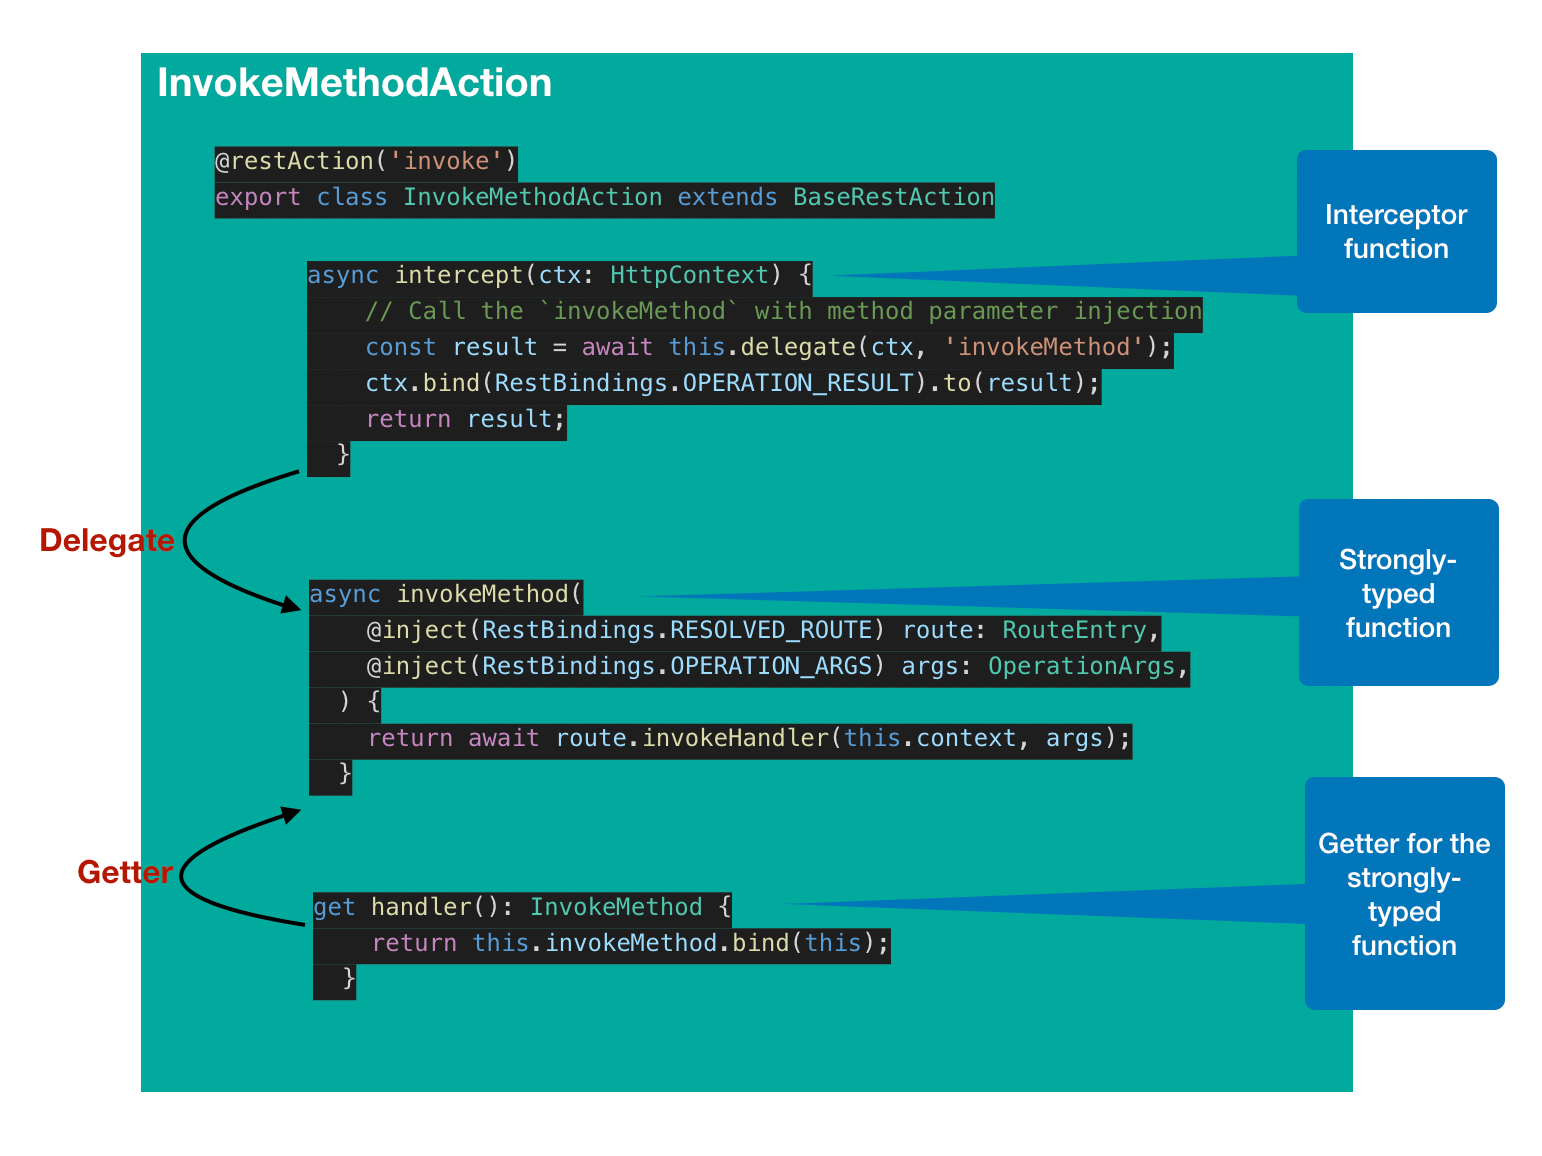 InvokeMethodAction
@restAction('invoke')
export class InvokeMethodAction extends BaseRestAction
Interceptor
function
async intercept(ctx: HttpContext) {
// Call the `invokeMethod` with method parameter injection
const result = await this.delegate(ctx, 'invokeMethod');
ctx.bind(RestBindings.OPERATION_RESULT).to(result);
return result;
}
Delegate
Strongly-
typed
function
async invokeMethod(
@inject(RestBindings.RESOLVED_ROUTE) route: RouteEntry,
@inject(RestBindings.OPERATION_ARGS) args: OperationArgs,
) {
return await route.invokeHandler(this.context, args);
}
Getter
Getter for the
strongly-
typed
function
get handler(): InvokeMethod {
return this.invokeMethod.bind(this);
}